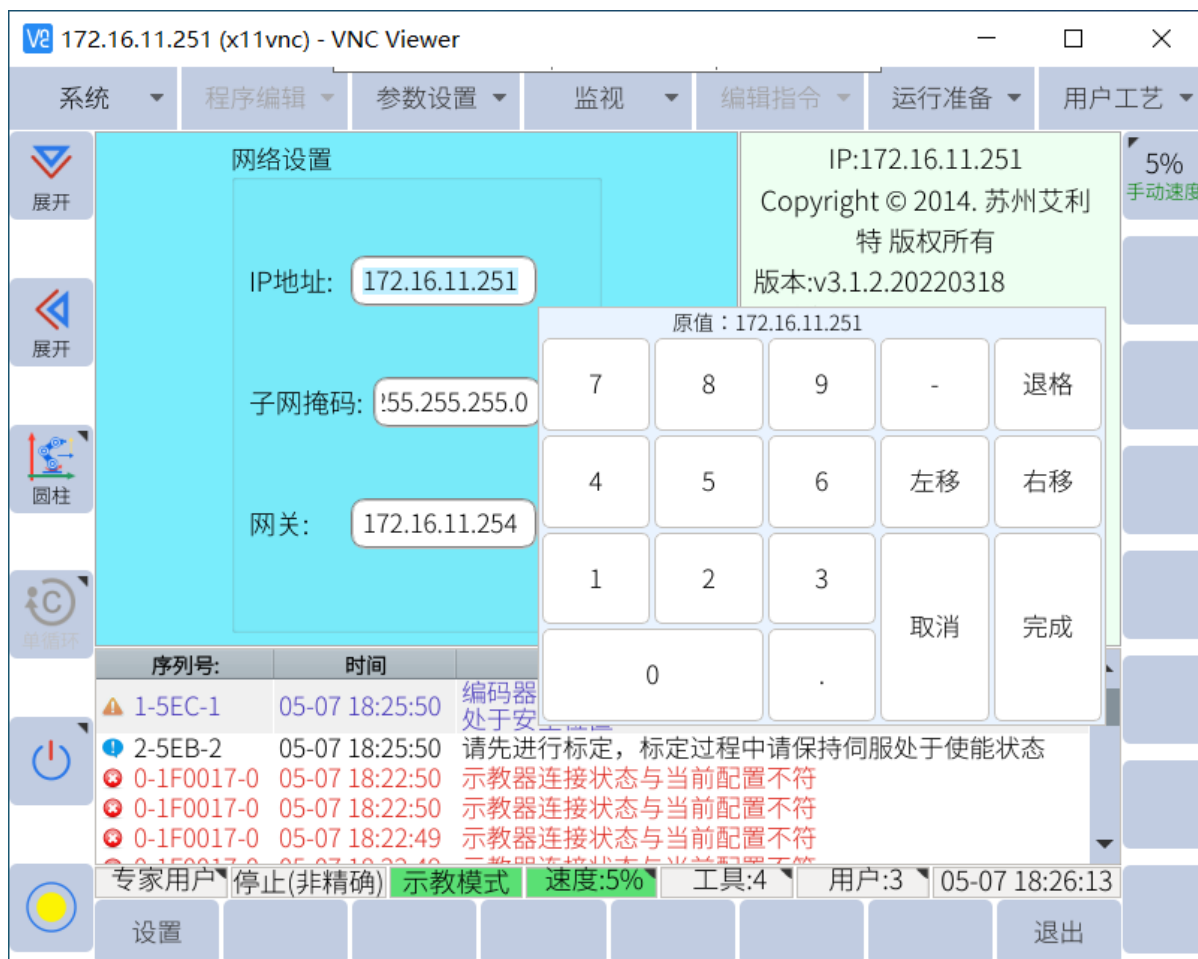 V2 172.16.11.251 (x11vnc) - VNC Viewer
系统 程序编辑 参数设置 监视 编辑指令 运行准备 用户工艺
展开
展开
圆柱
单循环
网络设置
IP地址: 172.16.11.251
子网掩码: 255.255.255.0
网关: 172.16.11.254
IP:172.16.11.251
Copyright © 2014. 苏州艾利
特 版权所有
版本:v3.1.2.20220318
5%
手动速度
原值：172.16.11.251
7 8 9 - 退格
4 5 6 左移 右移
1 2 3 取消 完成
0 .
序列号: 时间
1-5EC-1 05-07 18:25:50 编码器
处于安
2-5EB-2 05-07 18:25:50 请先进行标定，标定过程中请保持伺服处于使能状态
0-1F0017-0 05-07 18:22:50 示教器连接状态与当前配置不符
0-1F0017-0 05-07 18:22:50 示教器连接状态与当前配置不符
0-1F0017-0 05-07 18:22:49 示教器连接状态与当前配置不符
专家用户 停止(非精确) 示教模式 速度:5% 工具:4 用户:3 05-07 18:26:13
设置 退出